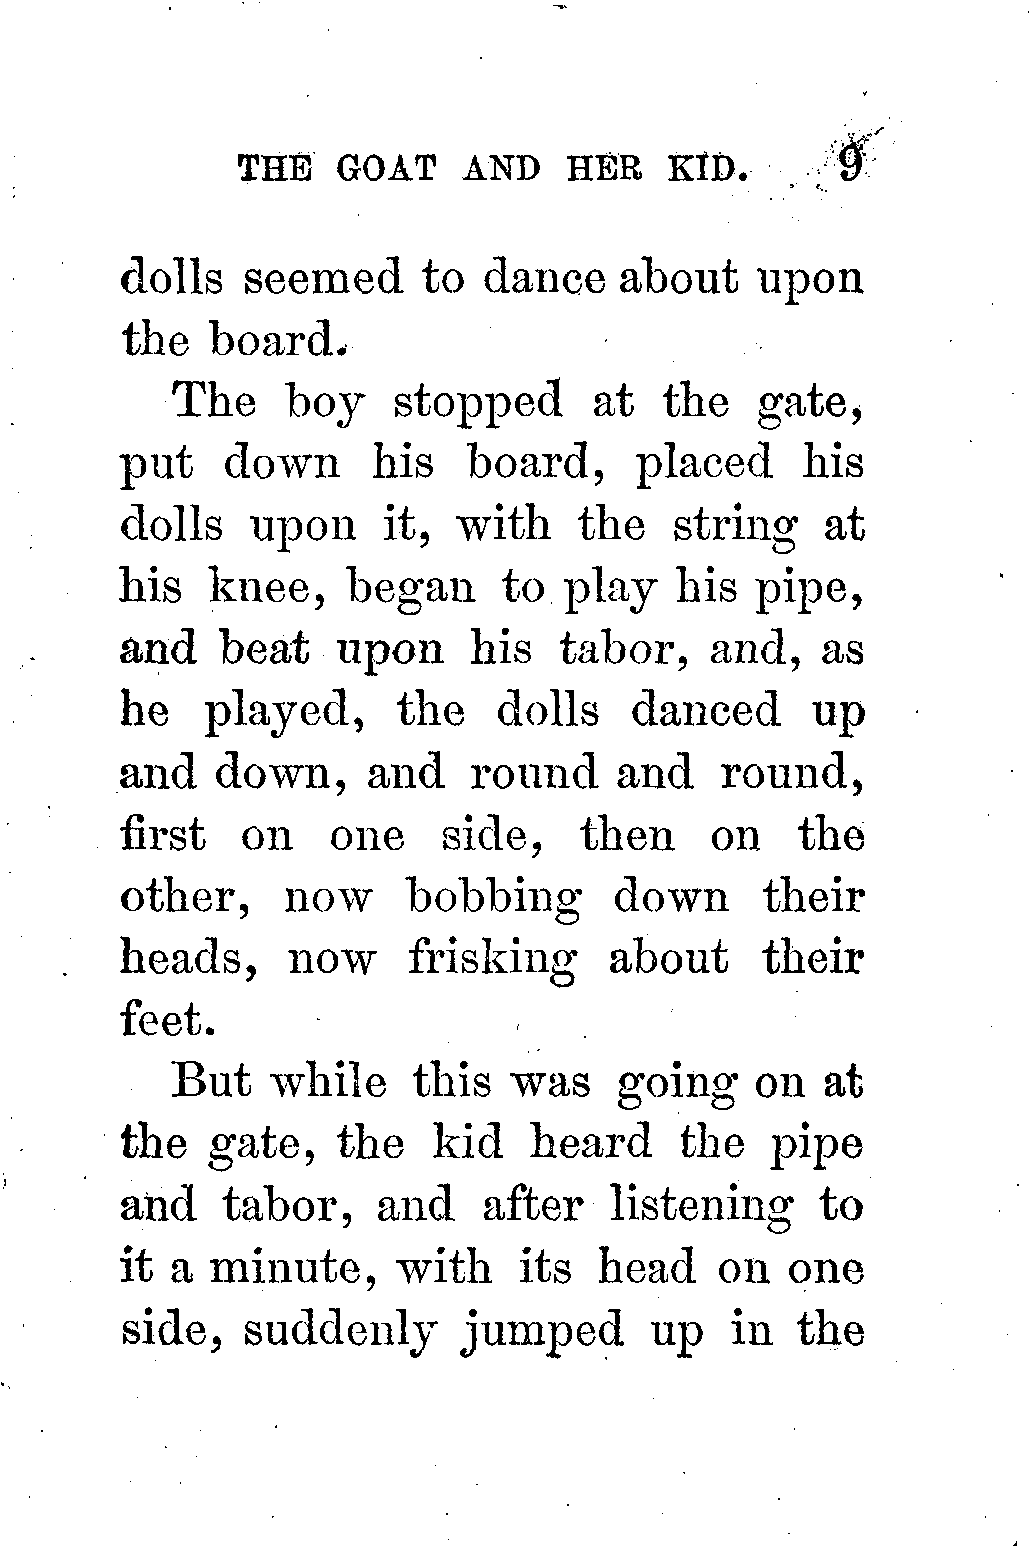 THE GOAT AND HER KID. 9
dolls seemed to dance about upon
the board.
The boy stopped at the gate,
put down his board, placed his
dolls upon it, with the string at
his knee, began to play his pipe,
and beat upon his tabor, and, as
he played, the dolls danced up
and down, and round and round,
first on one side, then on the
other, now bobbing down their
heads, now frisking about their
feet.
But while this was going on at
the gate, the kid heard the pipe
and tabor, and after listening to
it a minute, with its head on one
side, suddenly jumped up in the